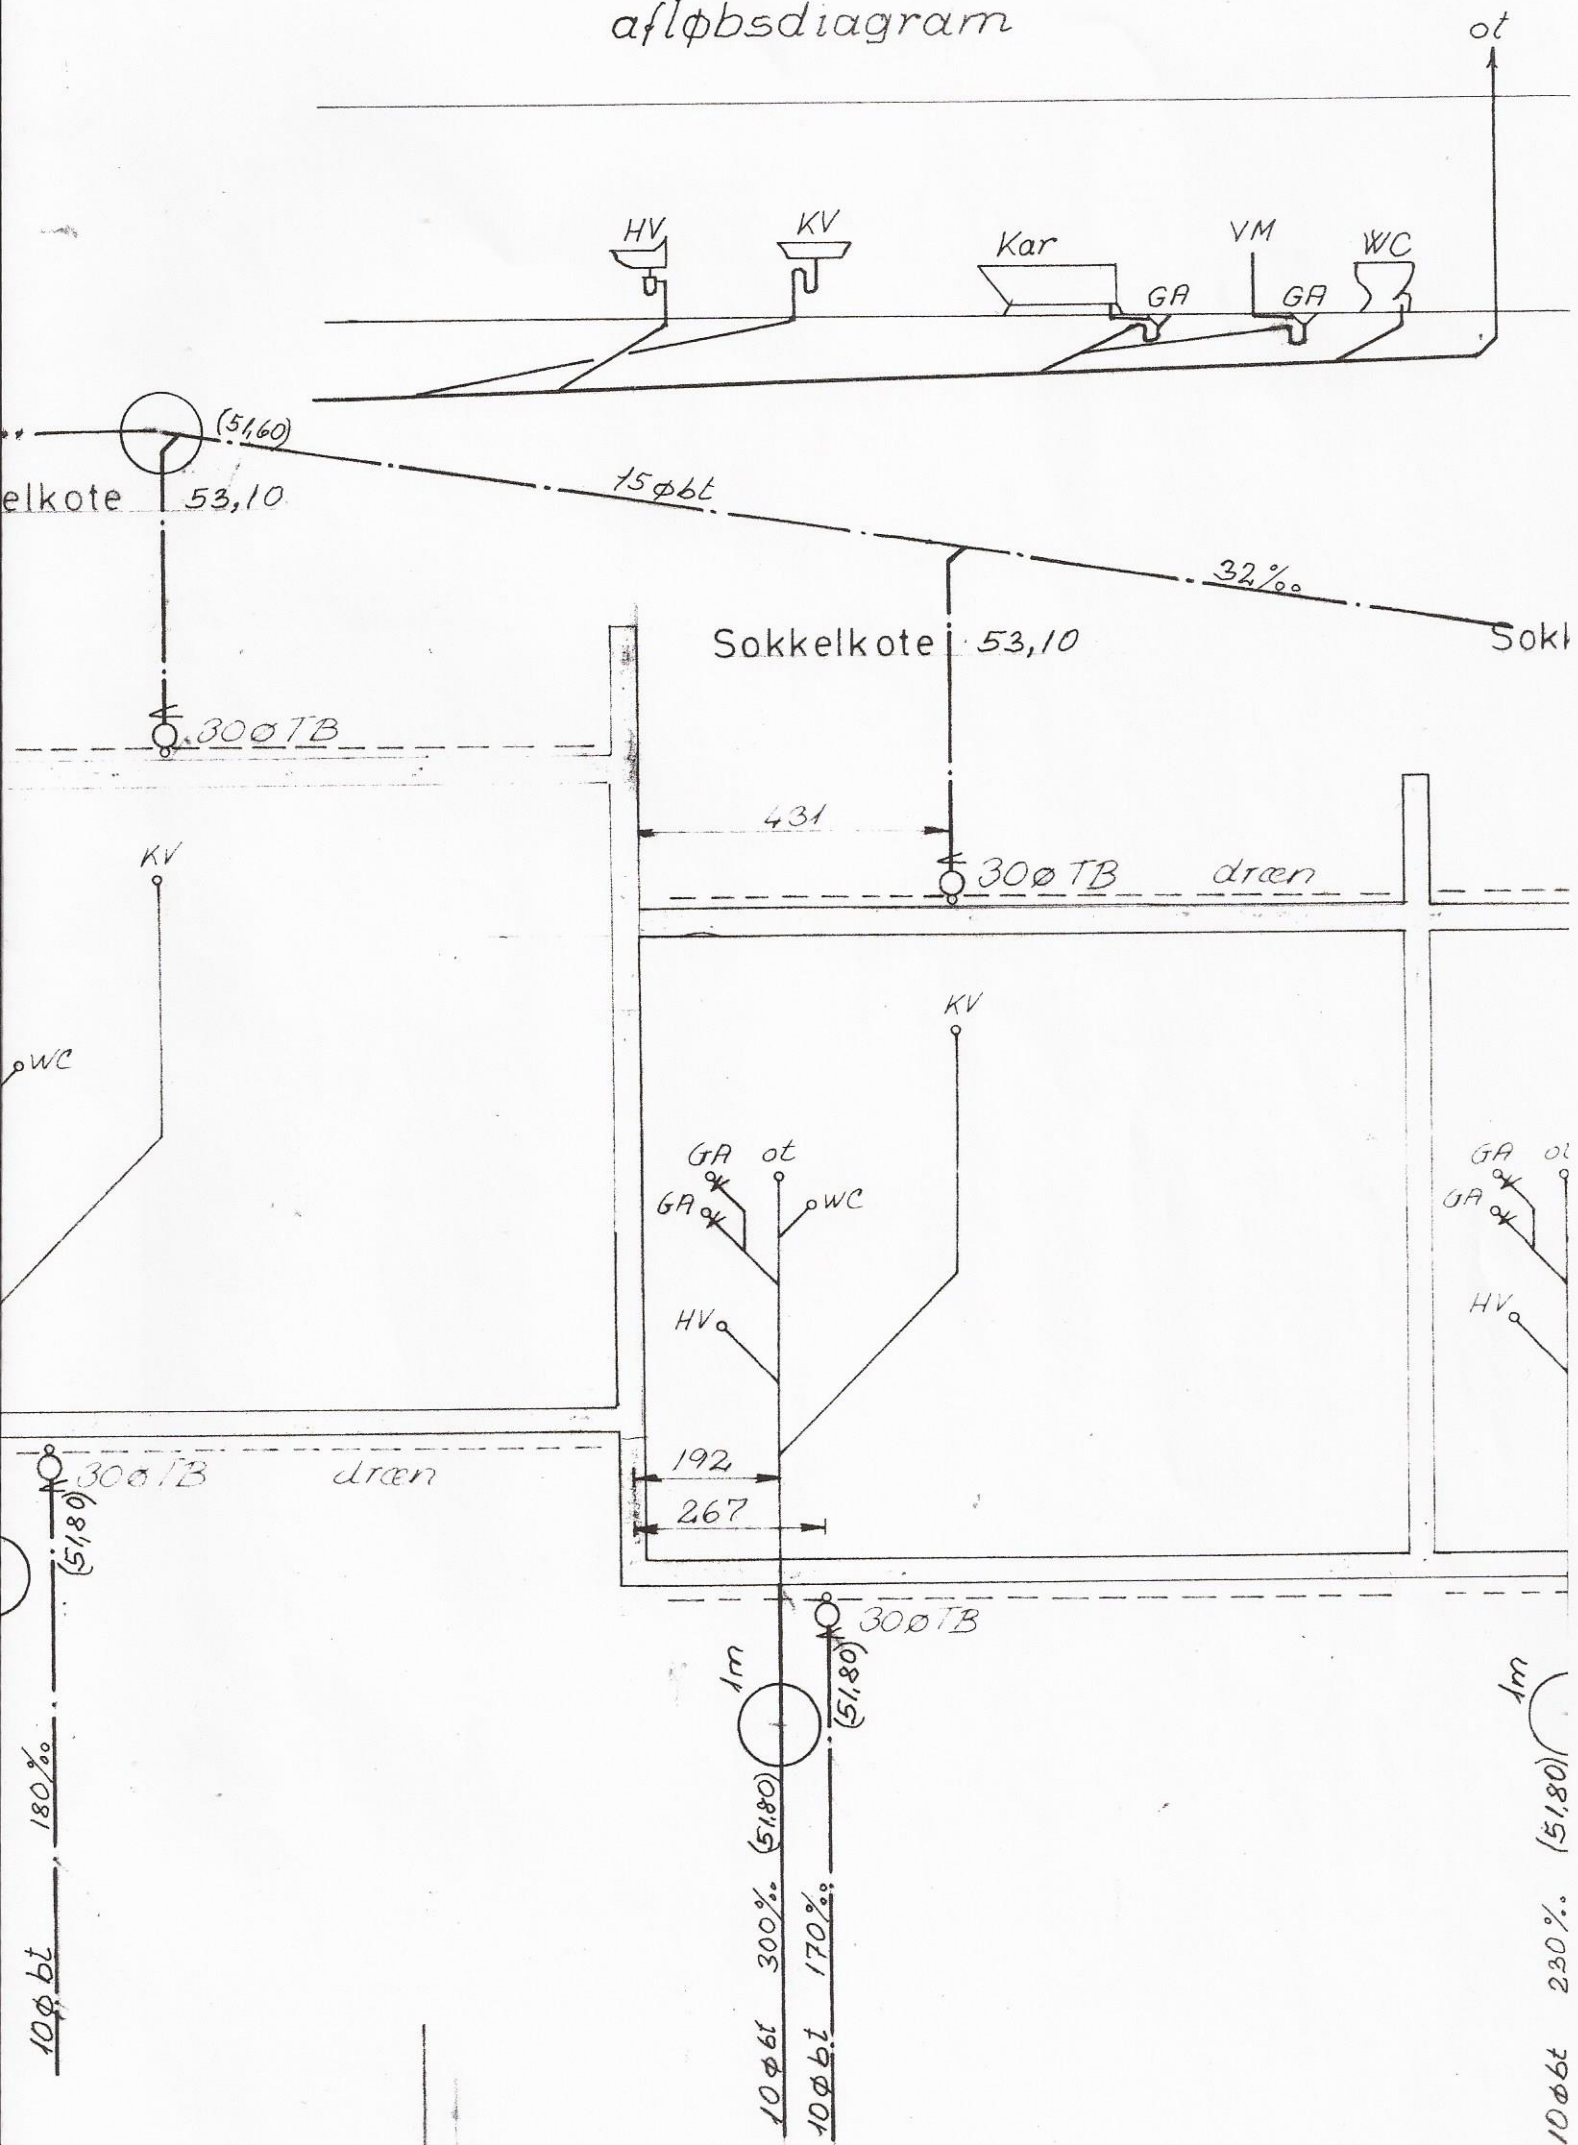 afløbsdiagram
ot
HV
KV
Kar
GA
VM
GA
WC
(51,60)
elkote 53,10
15øbt
32‰
Sokkelkote 53,10
Sokk
30øTB
431
KV
30øTB dræn
WC
KV
GA ot
GA WC
HV
GA
GA
HV
192
267
30øTB dræn
(51,80)
30øTB
(51,80)
1m
1m
(51,80)
(51,80)
180‰
10øbt
300‰
10øbt
170‰
10øbt
230‰
10øbt